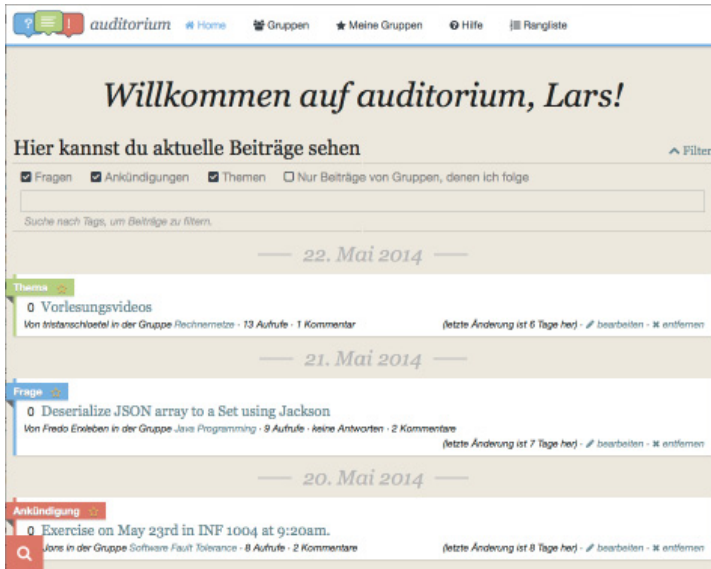 ? !
auditorium Home Gruppen Meine Gruppen Hilfe Rangliste
Willkommen auf auditorium, Lars!
Hier kannst du aktuelle Beiträge sehen Filter
Fragen Ankündigungen Themen Nur Beiträge von Gruppen, denen ich folge
Suche nach Tags, um Beiträge zu filtern.
22. Mai 2014
Thema
0 Vorlesungsvideos
Von tristanschloetel in der Gruppe Rechnernetze - 13 Aufrufe - 1 Kommentar (letzte Änderung ist 6 Tage her) - bearbeiten - entfernen
21. Mai 2014
Frage
0 Deserialize JSON array to a Set using Jackson
Von Fredo Erxleben in der Gruppe Java Programming - 9 Aufrufe - keine Antworten - 2 Kommentare
(letzte Änderung ist 7 Tage her) - bearbeiten - entfernen
20. Mai 2014
Ankündigung
0 Exercise on May 23rd in INF 1004 at 9:20am.
Jons in der Gruppe Software Fault Tolerance - 8 Aufrufe - 2 Kommentare (letzte Änderung ist 8 Tage her) - bearbeiten - entfernen